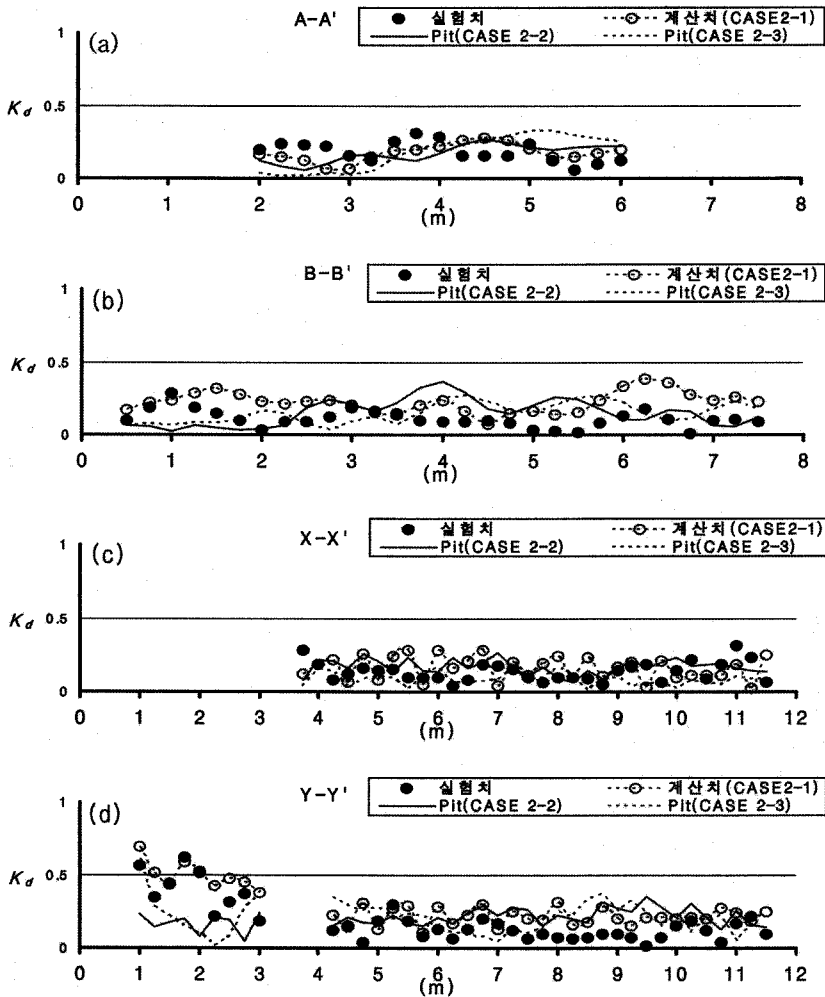 A-A'
● 실험치 --○-- 계산치(CASE2-1)
Pit(CASE 2-2) Pit(CASE 2-3)
(a)
1
K_d 0.5
0
0 1 2 3 4 5 6 7 8
(m)
B-B'
● 실험치 --○-- 계산치(CASE2-1)
Pit(CASE 2-2) Pit(CASE 2-3)
(b)
1
K_d 0.5
0
0 1 2 3 4 5 6 7 8
(m)
X-X'
● 실험치 --○-- 계산치(CASE2-1)
Pit(CASE 2-2) Pit(CASE 2-3)
(c)
1
K_d 0.5
0
0 1 2 3 4 5 6 7 8 9 10 11 12
(m)
Y-Y'
● 실험치 --○-- 계산치(CASE2-1)
Pit(CASE 2-2) Pit(CASE 2-3)
(d)
1
K_d 0.5
0
0 1 2 3 4 5 6 7 8 9 10 11 12
(m)